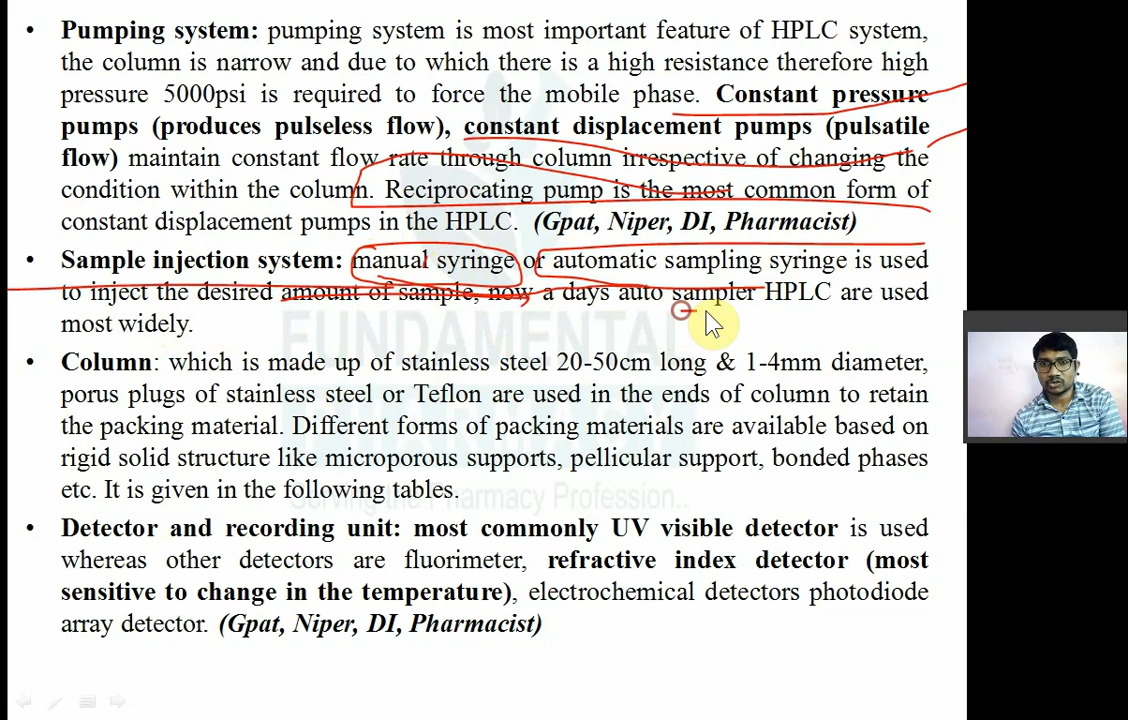 • Pumping system: pumping system is most important feature of HPLC system,
the column is narrow and due to which there is a high resistance therefore high
pressure 5000psi is required to force the mobile phase. Constant pressure
pumps (produces pulseless flow), constant displacement pumps (pulsatile
flow) maintain constant flow rate through column irrespective of changing the
condition within the column. Reciprocating pump is the most common form of
constant displacement pumps in the HPLC. (Gpat, Niper, DI, Pharmacist)
• Sample injection system: manual syringe or automatic sampling syringe is used
to inject the desired amount of sample, now a days auto sampler HPLC are used
most widely.
FUNDAMENTAL
• Column: which is made up of stainless steel 20-50cm long & 1-4mm diameter,
porus plugs of stainless steel or Teflon are used in the ends of column to retain
the packing material. Different forms of packing materials are available based on
rigid solid structure like microporous supports, pellicular support, bonded phases
etc. It is given in the following tables.
Serving the Pharmacy Profession..
• Detector and recording unit: most commonly UV visible detector is used
whereas other detectors are fluorimeter, refractive index detector (most
sensitive to change in the temperature), electrochemical detectors photodiode
array detector. (Gpat, Niper, DI, Pharmacist)